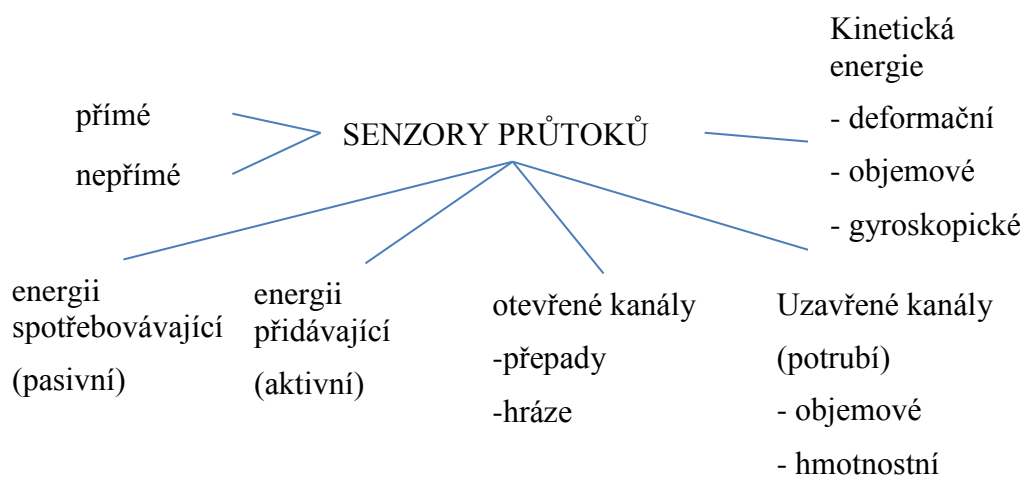 Kinetická
energie
- deformační
- objemové
- gyroskopické
přímé
nepřímé
SENZORY PRŮTOKŮ
energii
spotřebovávající
(pasivní)
energii
přidávající
(aktivní)
otevřené kanály
-přepady
-hráze
Uzavřené kanály
(potrubí)
- objemové
- hmotnostní